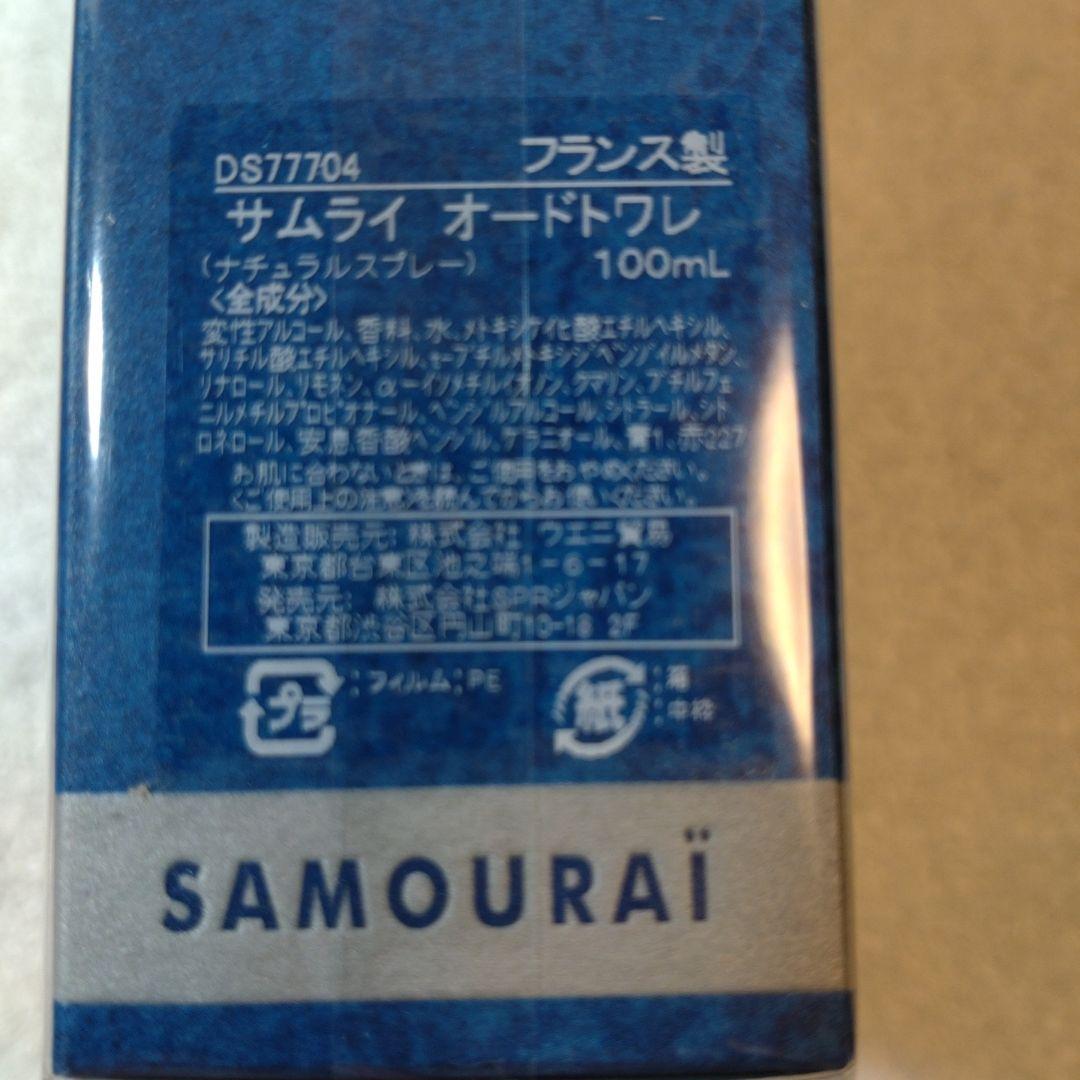 DS77704 フランス製
サムライ オードトワレ
(ナチュラルスプレー) 100mL
〈全成分〉
変性アルコール、香料、水、メトキシケイヒ酸エチルヘキシル、
サリチル酸エチルヘキシル、t-ブチルメトキシジベンゾイルメタン、
リナロール、リモネン、α-イソメチルイオノン、クマリン、ブチルフェ
ニルメチルプロピオナール、ベンジルアルコール、シトラール、シト
ロネロール、安息香酸ベンジル、ゲラニオール、青1、赤227
お肌に合わないときは、ご使用をおやめください。
くご使用上の注意を読んでからお使いください。
製造販売元: 株式会社 ウエニ貿易
東京都台東区池之端1-6-17
発売元: 株式会社SPRジャパン
東京都渋谷区円山町10-18 2F
プラ :フィルム:PE
紙 :箱
:中枠
SAMOURAÏ